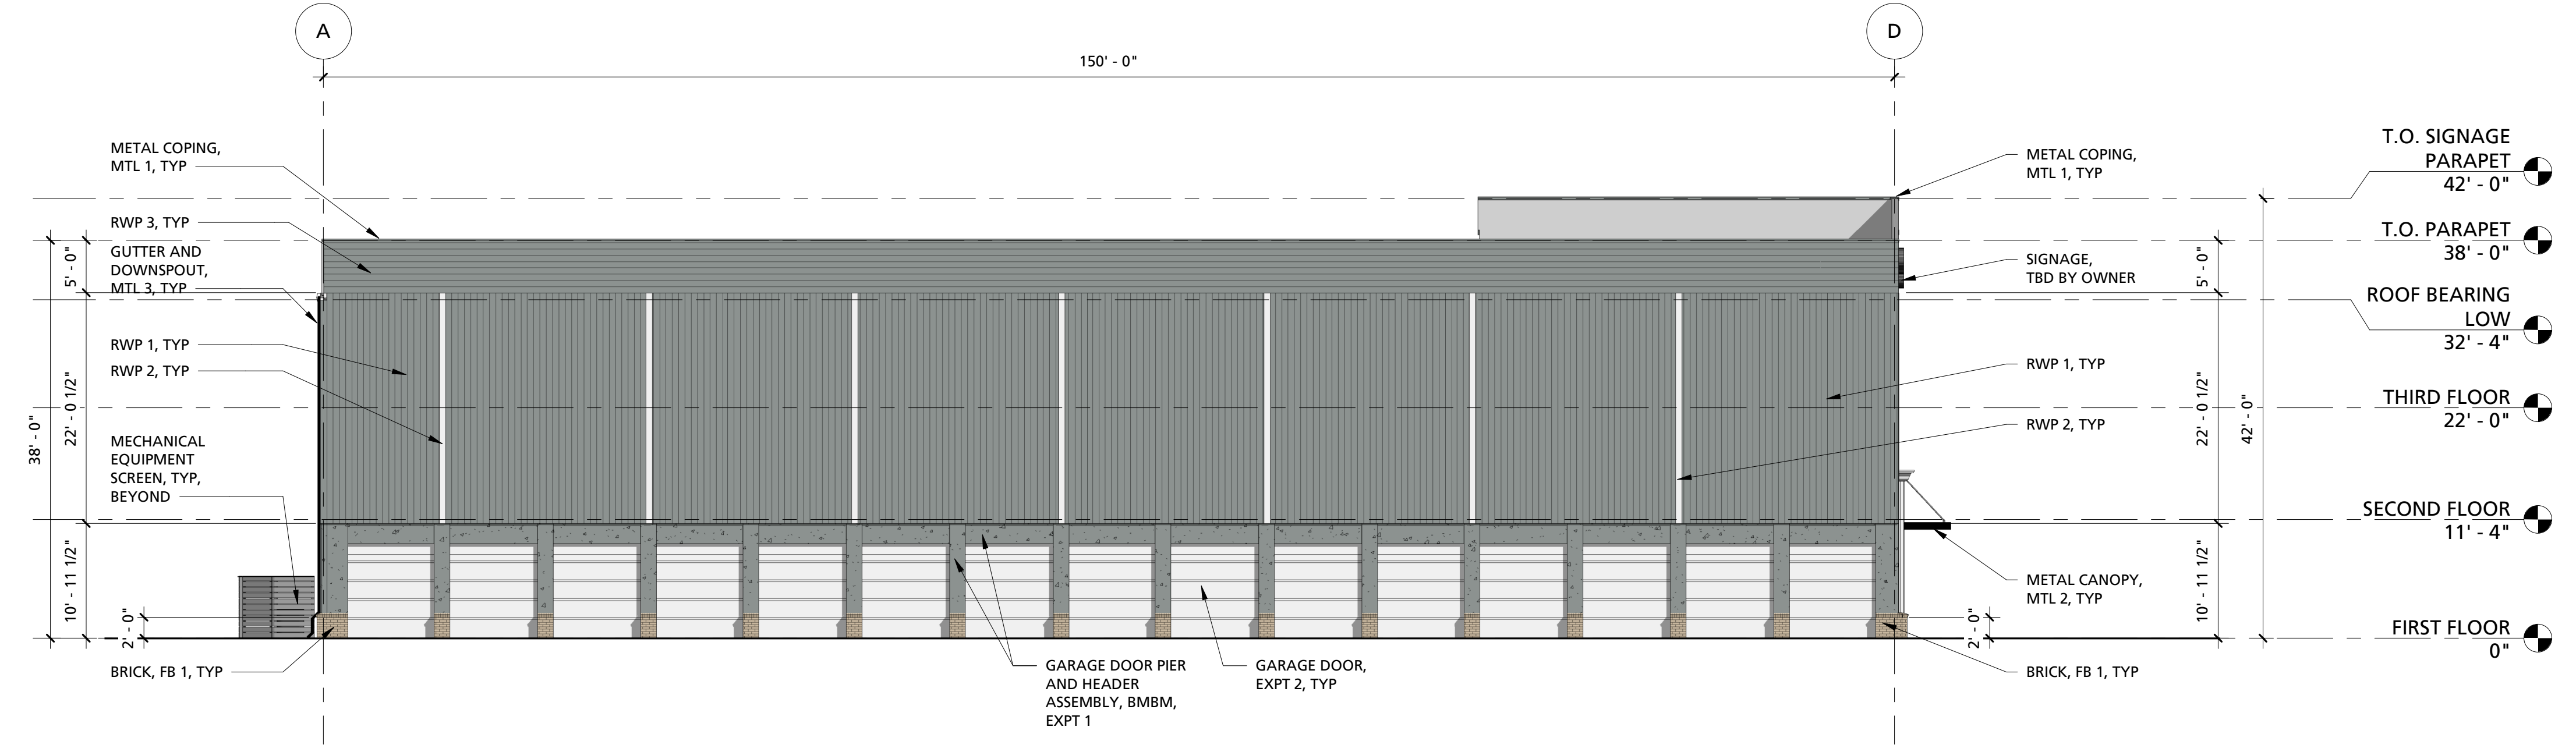 A
D
150' - 0"
METAL COPING,
MTL 1, TYP
RWP 3, TYP
GUTTER AND
DOWNSPOUT,
MTL 3, TYP
RWP 1, TYP
RWP 2, TYP
MECHANICAL
EQUIPMENT
SCREEN, TYP,
BEYOND
BRICK, FB 1, TYP
38' - 0"
5' - 0"
22' - 0 1/2"
10' - 11 1/2"
2' - 0"
GARAGE DOOR PIER
AND HEADER
ASSEMBLY, BMBM,
EXPT 1
GARAGE DOOR,
EXPT 2, TYP
METAL COPING,
MTL 1, TYP
SIGNAGE,
TBD BY OWNER
RWP 1, TYP
RWP 2, TYP
METAL CANOPY,
MTL 2, TYP
BRICK, FB 1, TYP
2' - 0"
5' - 0"
22' - 0 1/2"
10' - 11 1/2"
42' - 0"
T.O. SIGNAGE
PARAPET
42' - 0"
T.O. PARAPET
38' - 0"
ROOF BEARING
LOW
32' - 4"
THIRD FLOOR
22' - 0"
SECOND FLOOR
11' - 4"
FIRST FLOOR
0"